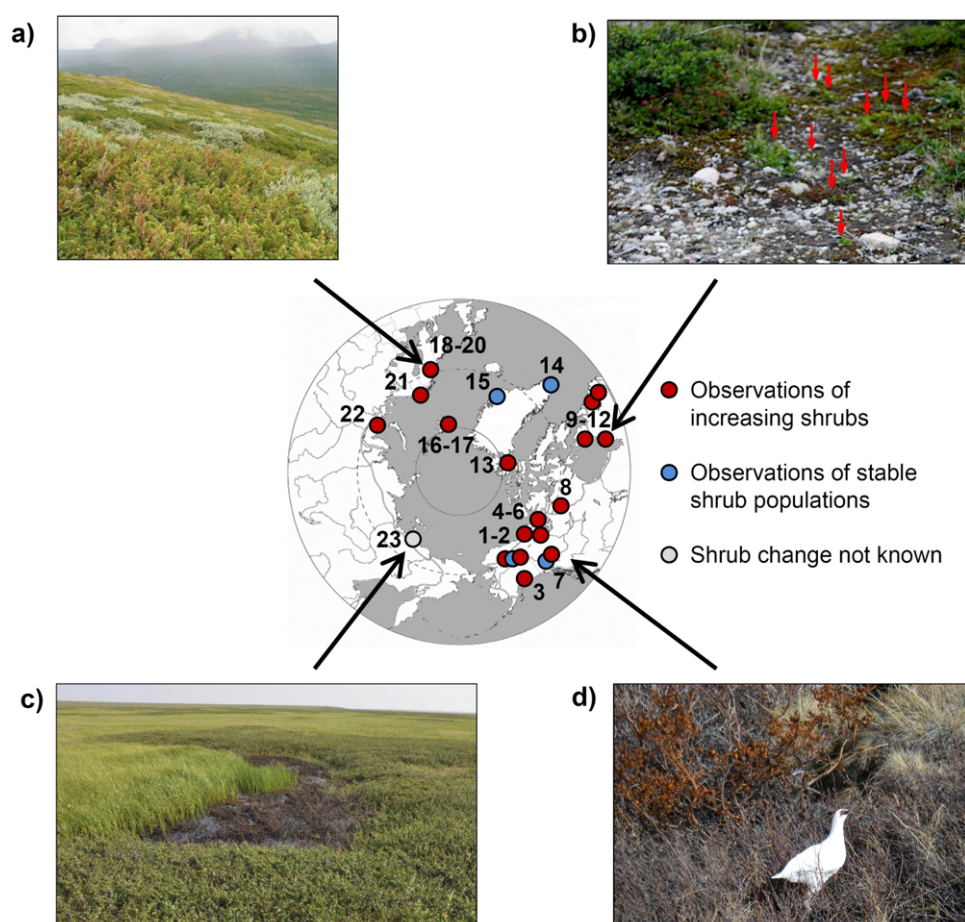 a)
b)
18-20
14
15
21
9-12
22
16-17
13
8
4-6
1-2
23
7
3
Observations of
increasing shrubs
Observations of stable
shrub populations
Shrub change not known
c)
d)